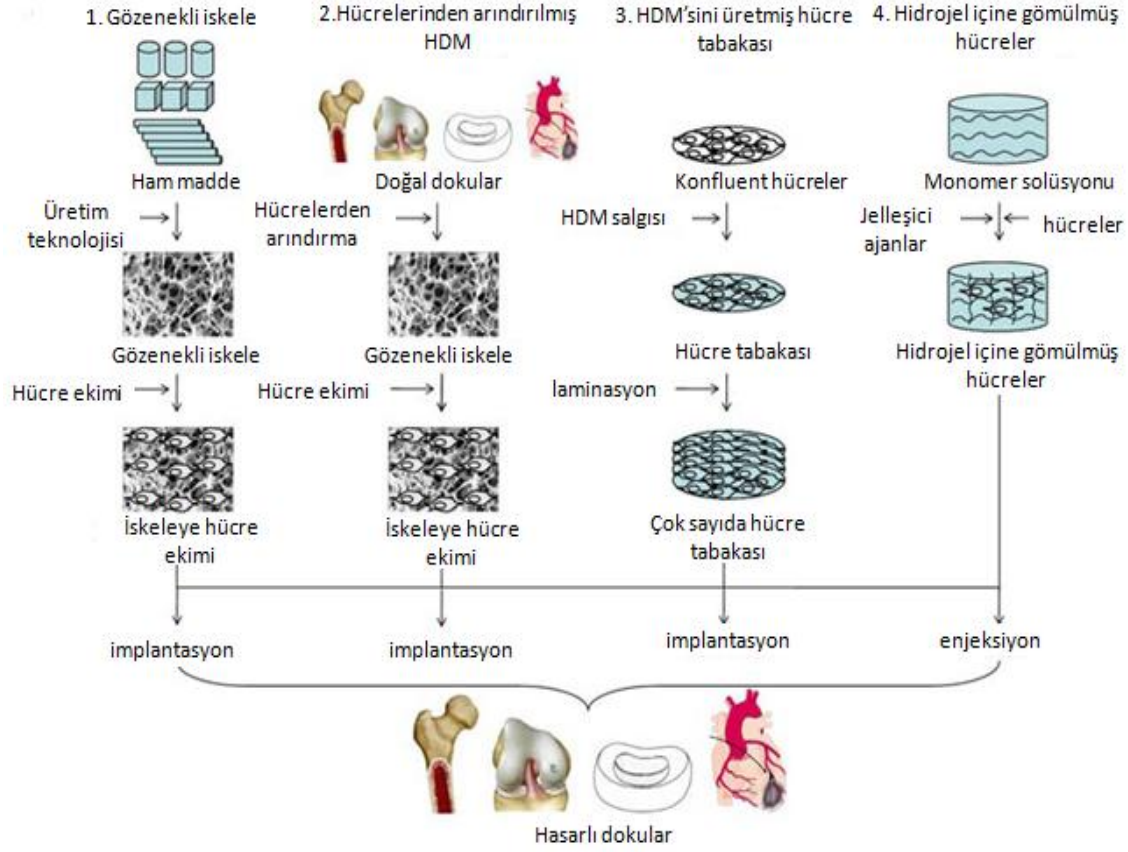 1. Gözenekli iskele
Ham madde
Üretim
teknolojisi
Gözenekli iskele
Hücre ekimi
İskeleye hücre
ekimi
implantasyon
2.Hücrelerinden arındırılmış
HDM
Doğal dokular
Hücrelerden
arındırma
Gözenekli iskele
Hücre ekimi
İskeleye hücre
ekimi
implantasyon
3. HDM'sini üretmiş hücre
tabakası
Konfluent hücreler
HDM salgısı
Hücre tabakası
laminasyon
Çok sayıda hücre
tabakası
implantasyon
4. Hidrojel içine gömülmüş
hücreler
Monomer solüsyonu
Jelleşici
ajanlar
hücreler
Hidrojel içine gömülmüş
hücreler
enjeksiyon
Hasarlı dokular